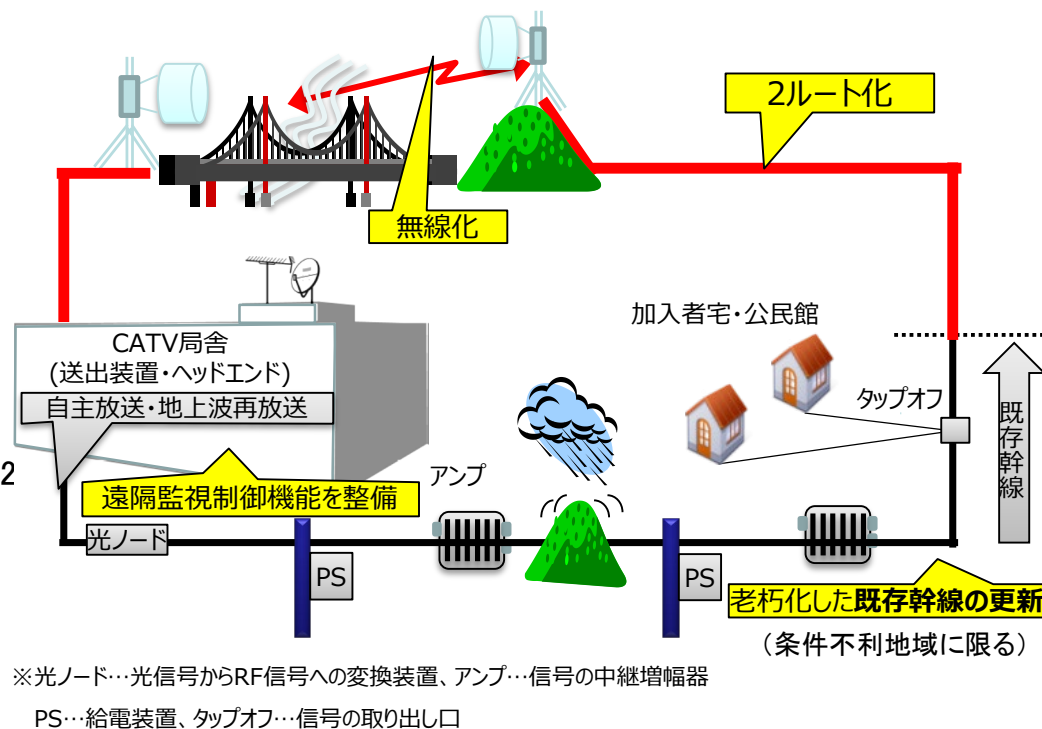 2ルート化
無線化
加入者宅・公民館
CATV局舎
(送出装置・ヘッドエンド)
自主放送・地上波再放送
タップオフ
既存幹線
2
遠隔監視制御機能を整備
アンプ
光ノード
PS
PS
老朽化した既存幹線の更新
（条件不利地域に限る）
※光ノード…光信号からRF信号への変換装置、アンプ…信号の中継増幅器
PS…給電装置、タップオフ…信号の取り出し口